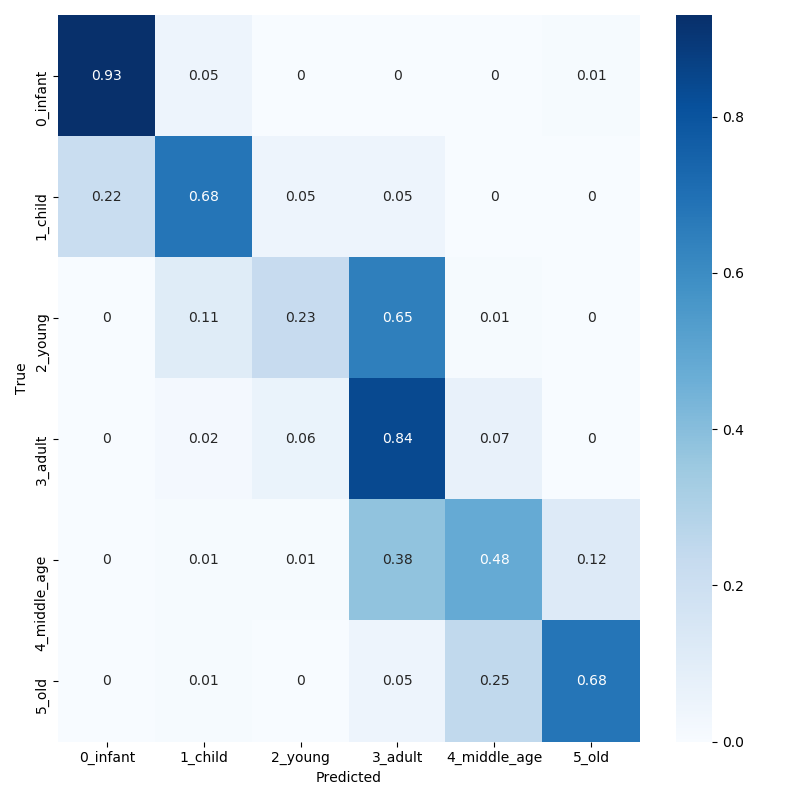 0_infant 0.93 0.05 0 0 0 0.01
1_child 0.22 0.68 0.05 0.05 0 0
2_young 0 0.11 0.23 0.65 0.01 0
3_adult 0 0.02 0.06 0.84 0.07 0
4_middle_age 0 0.01 0.01 0.38 0.48 0.12
5_old 0 0.01 0 0.05 0.25 0.68
True
0_infant 1_child 2_young 3_adult 4_middle_age 5_old
Predicted
0.8
0.6
0.4
0.2
0.0